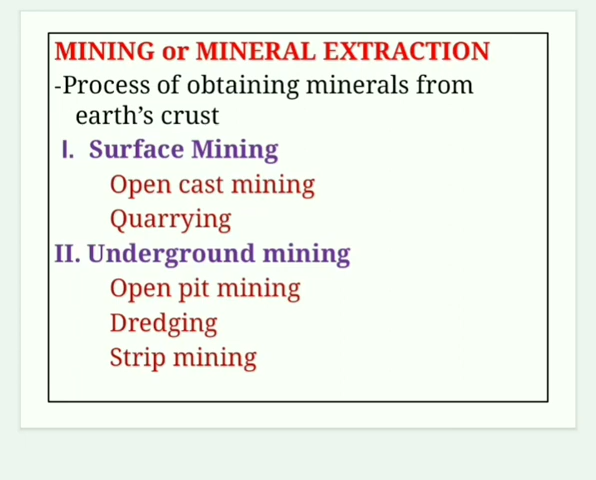 MINING or MINERAL EXTRACTION
-Process of obtaining minerals from
earth’s crust
I. Surface Mining
Open cast mining
Quarrying
II. Underground mining
Open pit mining
Dredging
Strip mining